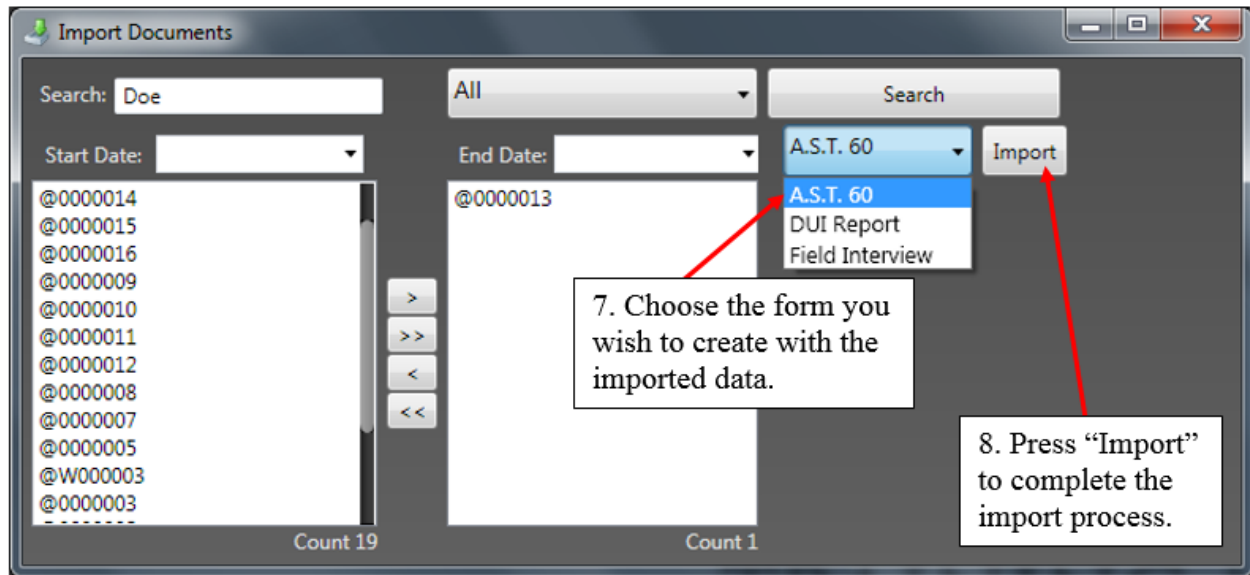 Import Documents
Search: Doe
All
Search
Start Date:
End Date:
A.S.T. 60
Import
@0000014
@0000015
@0000016
@0000009
@0000010
@0000011
@0000012
@0000008
@0000007
@0000005
@W000003
@0000003
Count 19
>
>>
<
<<
@0000013
Count 1
A.S.T. 60
DUI Report
Field Interview
7. Choose the form you
wish to create with the
imported data.
8. Press “Import”
to complete the
import process.